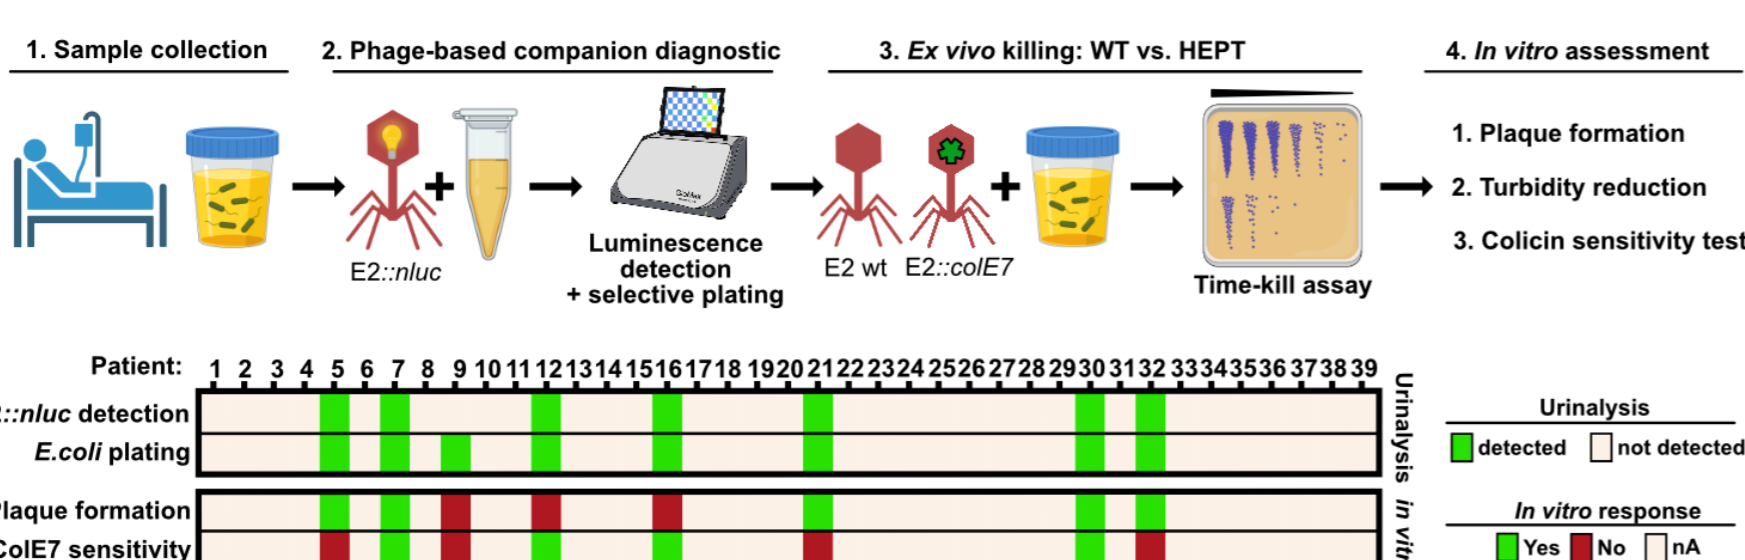 1. Sample collection
2. Phage-based companion diagnostic
3. Ex vivo killing: WT vs. HEPT
4. In vitro assessment
E2::nluc
Luminescence
detection
+ selective plating
E2 wt
E2::colE7
Time-kill assay
1. Plaque formation
2. Turbidity reduction
3. Colicin sensitivity test
Patient: 1 2 3 4 5 6 7 8 9 10 11 12 13 14 15 16 17 18 19 20 21 22 23 24 25 26 27 28 29 30 31 32 33 34 35 36 37 38 39
::nluc detection
E.coli plating
Urinalysis
Urinalysis
detected
not detected
Plaque formation
ColE7 sensitivity
in vitr
In vitro response
Yes
No
nA